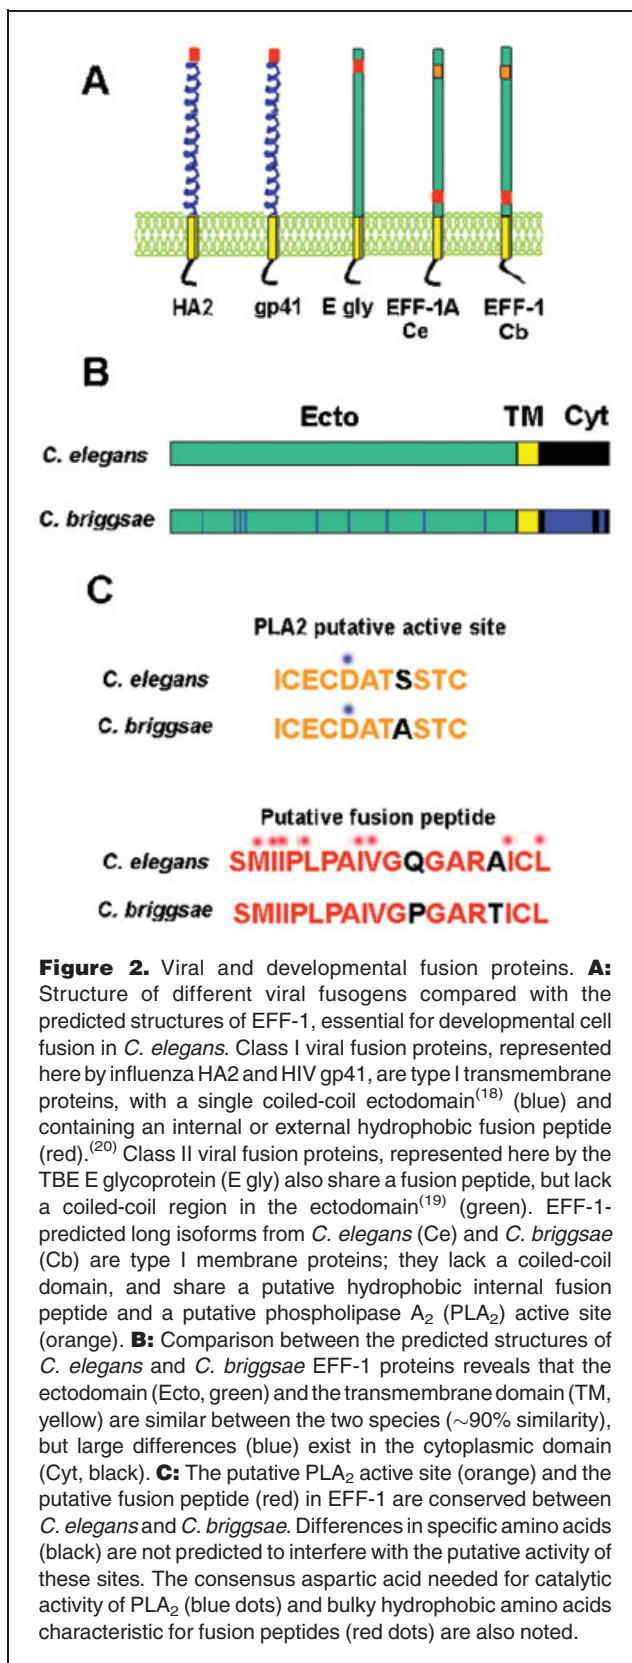 A
HA2 gp41 E gly EFF-1A EFF-1
Ce Cb
B
Ecto TM Cyt
C. elegans
C. briggsae
C
PLA2 putative active site
C. elegans ICECDATSSTC
C. briggsae ICECDATASTC
Putative fusion peptide
C. elegans SMIIPLPAIVGQGARAICL
C. briggsae SMIIPLPAIVGPGARTICL
Figure 2. Viral and developmental fusion proteins. A:
Structure of different viral fusogens compared with the
predicted structures of EFF-1, essential for developmental cell
fusion in C. elegans. Class I viral fusion proteins, represented
here by influenza HA2 and HIV gp41, are type I transmembrane
proteins, with a single coiled-coil ectodomain(18) (blue) and
containing an internal or external hydrophobic fusion peptide
(red).(20) Class II viral fusion proteins, represented here by the
TBE E glycoprotein (E gly) also share a fusion peptide, but lack
a coiled-coil region in the ectodomain(19) (green). EFF-1-
predicted long isoforms from C. elegans (Ce) and C. briggsae
(Cb) are type I membrane proteins; they lack a coiled-coil
domain, and share a putative hydrophobic internal fusion
peptide and a putative phospholipase A2 (PLA2) active site
(orange). B: Comparison between the predicted structures of
C. elegans and C. briggsae EFF-1 proteins reveals that the
ectodomain (Ecto, green) and the transmembrane domain (TM,
yellow) are similar between the two species (~90% similarity),
but large differences (blue) exist in the cytoplasmic domain
(Cyt, black). C: The putative PLA2 active site (orange) and the
putative fusion peptide (red) in EFF-1 are conserved between
C. elegans and C. briggsae. Differences in specific amino acids
(black) are not predicted to interfere with the putative activity of
these sites. The consensus aspartic acid needed for catalytic
activity of PLA2 (blue dots) and bulky hydrophobic amino acids
characteristic for fusion peptides (red dots) are also noted.